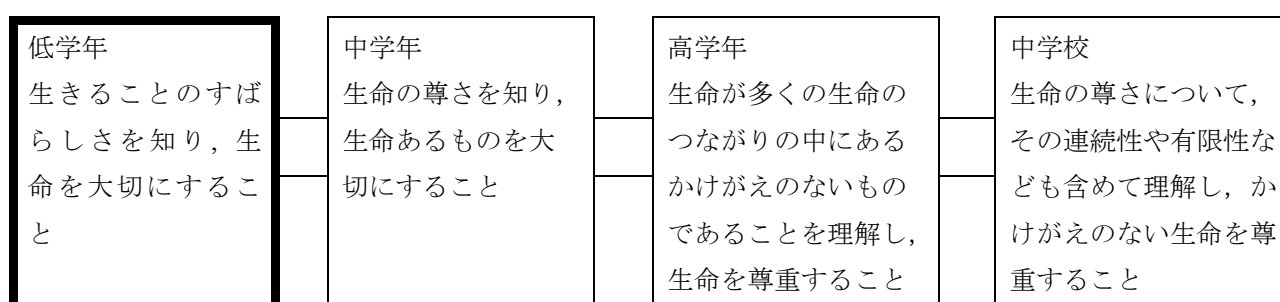 低学年
生きることのすば
らしさを知り，生
命を大切にするこ
と
中学年
生命の尊さを知り，
生命あるものを大
切にすること
高学年
生命が多くの生命の
つながりの中にある
かけがえのないもの
であることを理解し，
生命を尊重すること
中学校
生命の尊さについて，
その連続性や有限性な
ども含めて理解し，か
けがえのない生命を尊
重すること